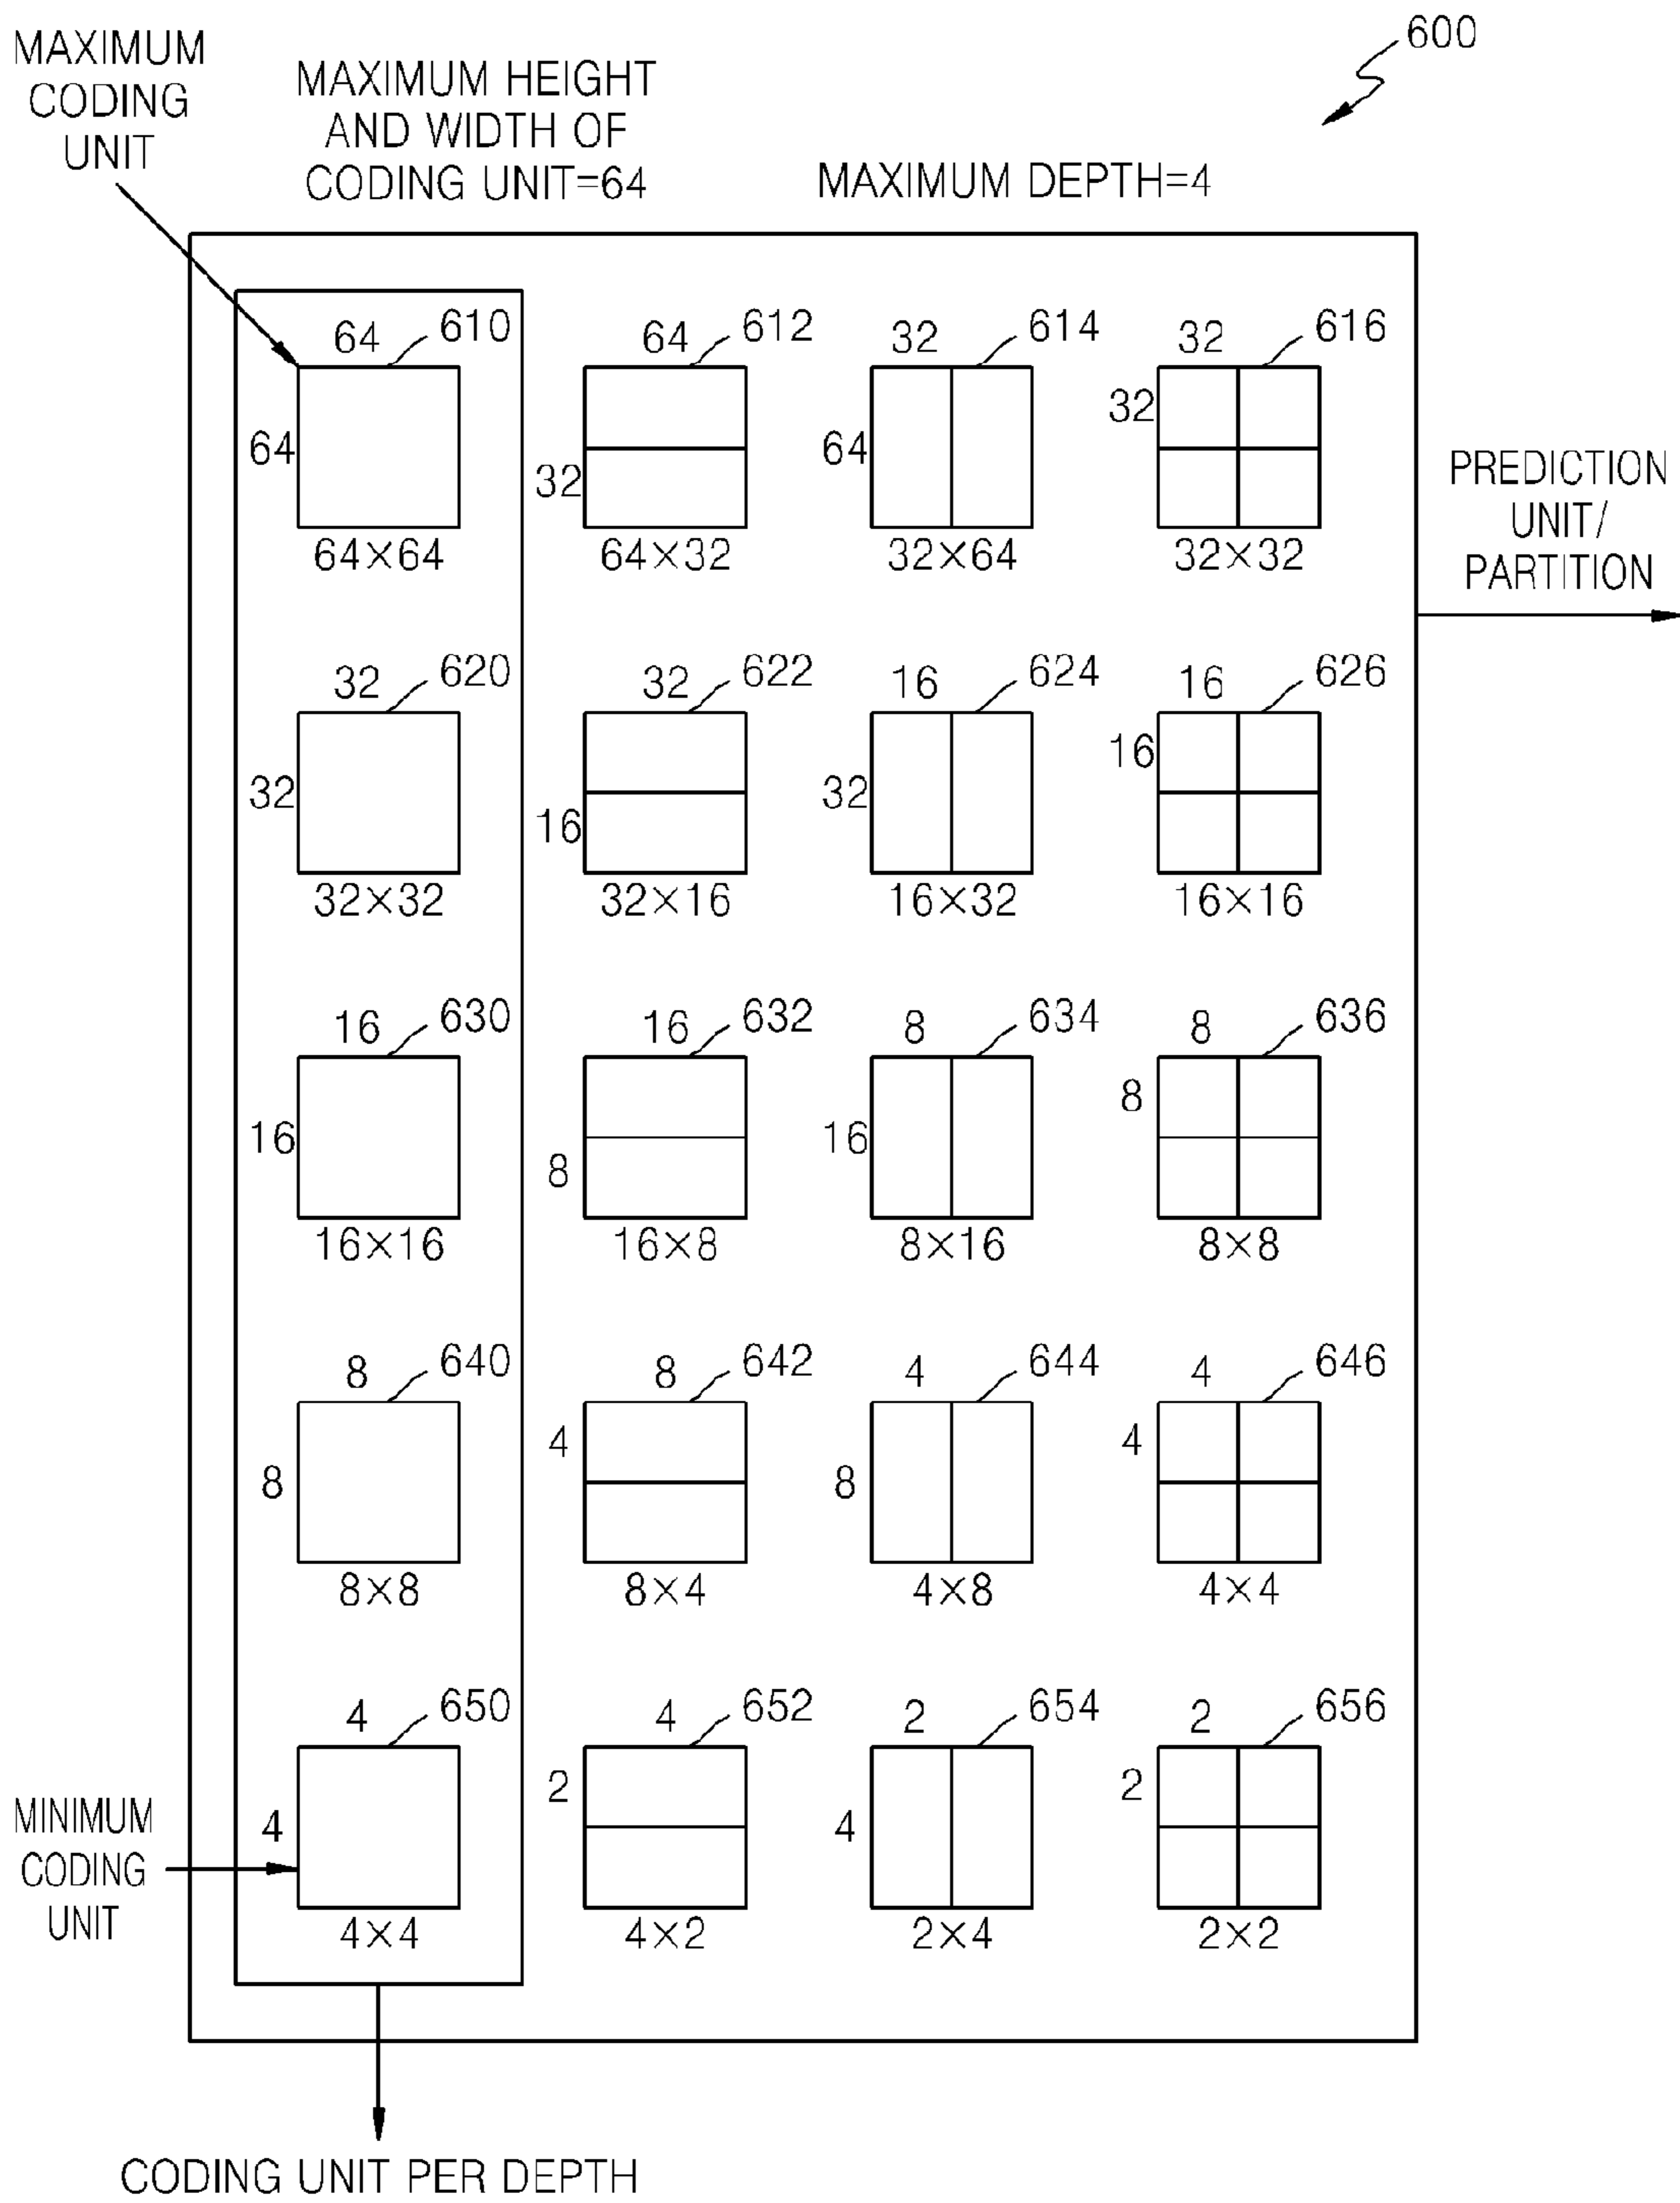 600
MAXIMUM
CODING
UNIT
MAXIMUM HEIGHT
AND WIDTH OF
CODING UNIT=64
MAXIMUM DEPTH=4
64 610 64 612 32 614 32 616
64 32 64 32
64×64 64×32 32×64 32×32
PREDICTION
UNIT/
PARTITION
32 620 32 622 16 624 16 626
32 16 32 16
32×32 32×16 16×32 16×16
16 630 16 632 8 634 8 636
16 8 16 8
16×16 16×8 8×16 8×8
8 640 8 642 4 644 4 646
8 4 8 4
8×8 8×4 4×8 4×4
4 650 4 652 2 654 2 656
4 2 4 2
4×4 4×2 2×4 2×2
MINIMUM
CODING
UNIT
CODING UNIT PER DEPTH